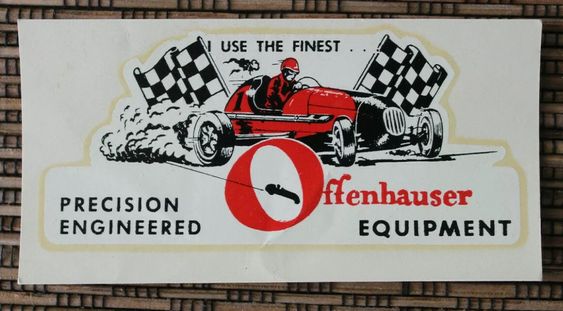 I USE THE FINEST . .
Offenhauser
PRECISION
ENGINEERED
EQUIPMENT